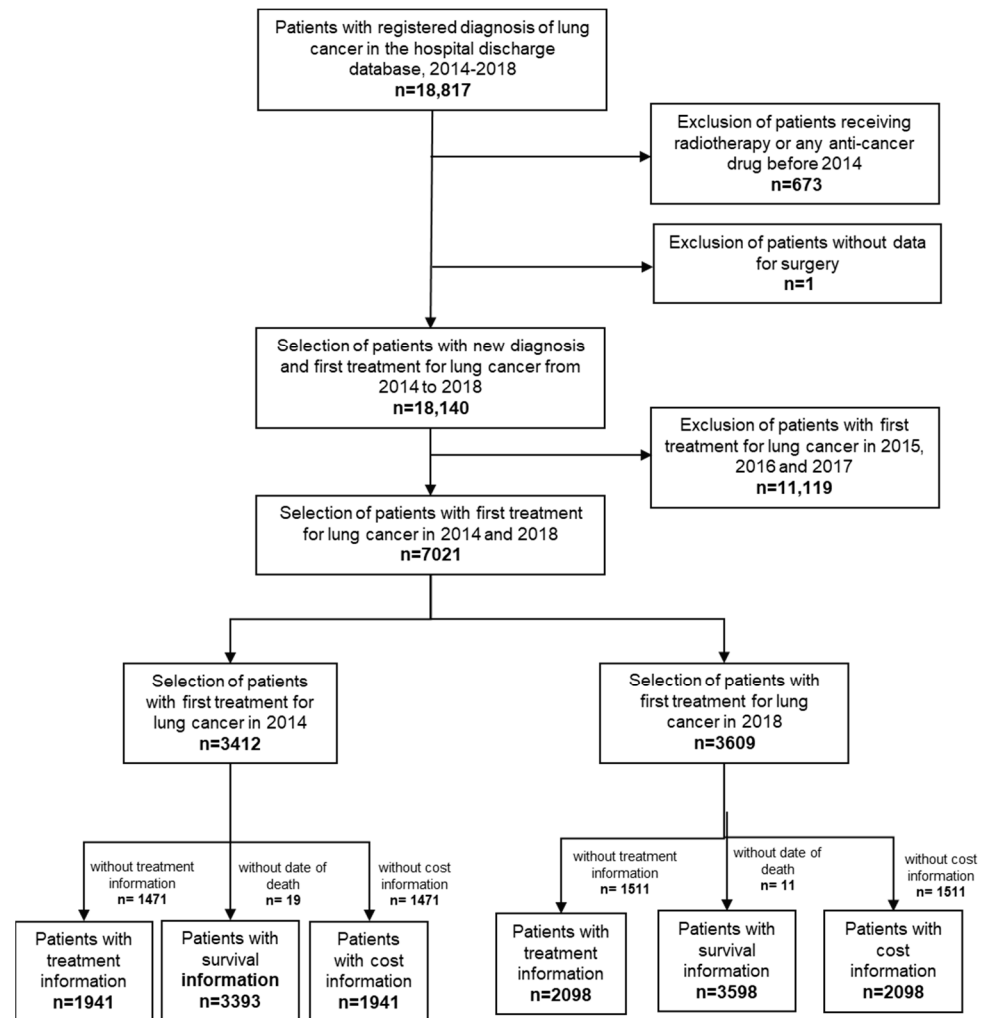 Patients with registered diagnosis of lung
cancer in the hospital discharge
database, 2014-2018
n=18,817
Exclusion of patients receiving
radiotherapy or any anti-cancer
drug before 2014
n=673
Exclusion of patients without data
for surgery
n=1
Selection of patients with new diagnosis
and first treatment for lung cancer from
2014 to 2018
n=18,140
Exclusion of patients with first
treatment for lung cancer in 2015,
2016 and 2017
n=11,119
Selection of patients with first treatment
for lung cancer in 2014 and 2018
n=7021
Selection of patients
with first treatment for
lung cancer in 2014
n=3412
Selection of patients with
first treatment for lung
cancer in 2018
n=3609
without treatment
information
n= 1471
without date of
death
n= 19
without cost
information
n= 1471
without treatment
information
n= 1511
without date of
death
n= 11
without cost
information
n= 1511
Patients with
treatment
information
n=1941
Patients with
survival
information
n=3393
Patients
with cost
information
n=1941
Patients with
treatment
information
n=2098
Patients with
survival
information
n=3598
Patients with
cost
information
n=2098